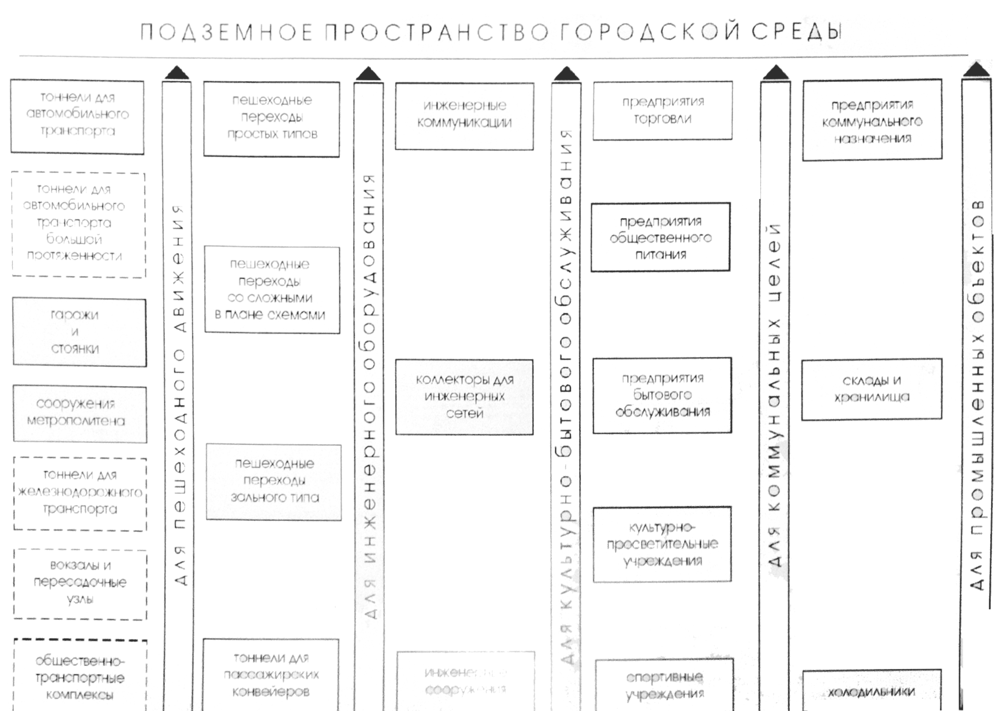 ПОДЗЕМНОЕ ПРОСТРАНСТВО ГОРОДСКОЙ СРЕДЫ
тоннели для
автомобильного
транспорта
тоннели для
автомобильного
транспорта
большой
протяженности
гаражи
и
стоянки
сооружения
метрополитена
тоннели для
железнодорожного
транспорта
вокзалы и
пересадочные
узлы
общественно-
транспортные
комплексы
для пешеходного движения
пешеходные
переходы
простых типов
пешеходные
переходы
со сложными
в плане схемами
пешеходные
переходы
зального типа
тоннели для
пассажирских
конвейеров
для инженерного оборудования
инженерные
коммуникации
коллекторы для
инженерных
сетей
инженерные
сооружения
для культурно-бытового обслуживания
предприятия
торговли
предприятия
общественного
питания
предприятия
бытового
обслуживания
культурно-
просветительные
учреждения
спортивные
учреждения
для коммунальных целей
предприятия
коммунального
назначения
склады и
хранилища
холодильники
для промышленных объектов